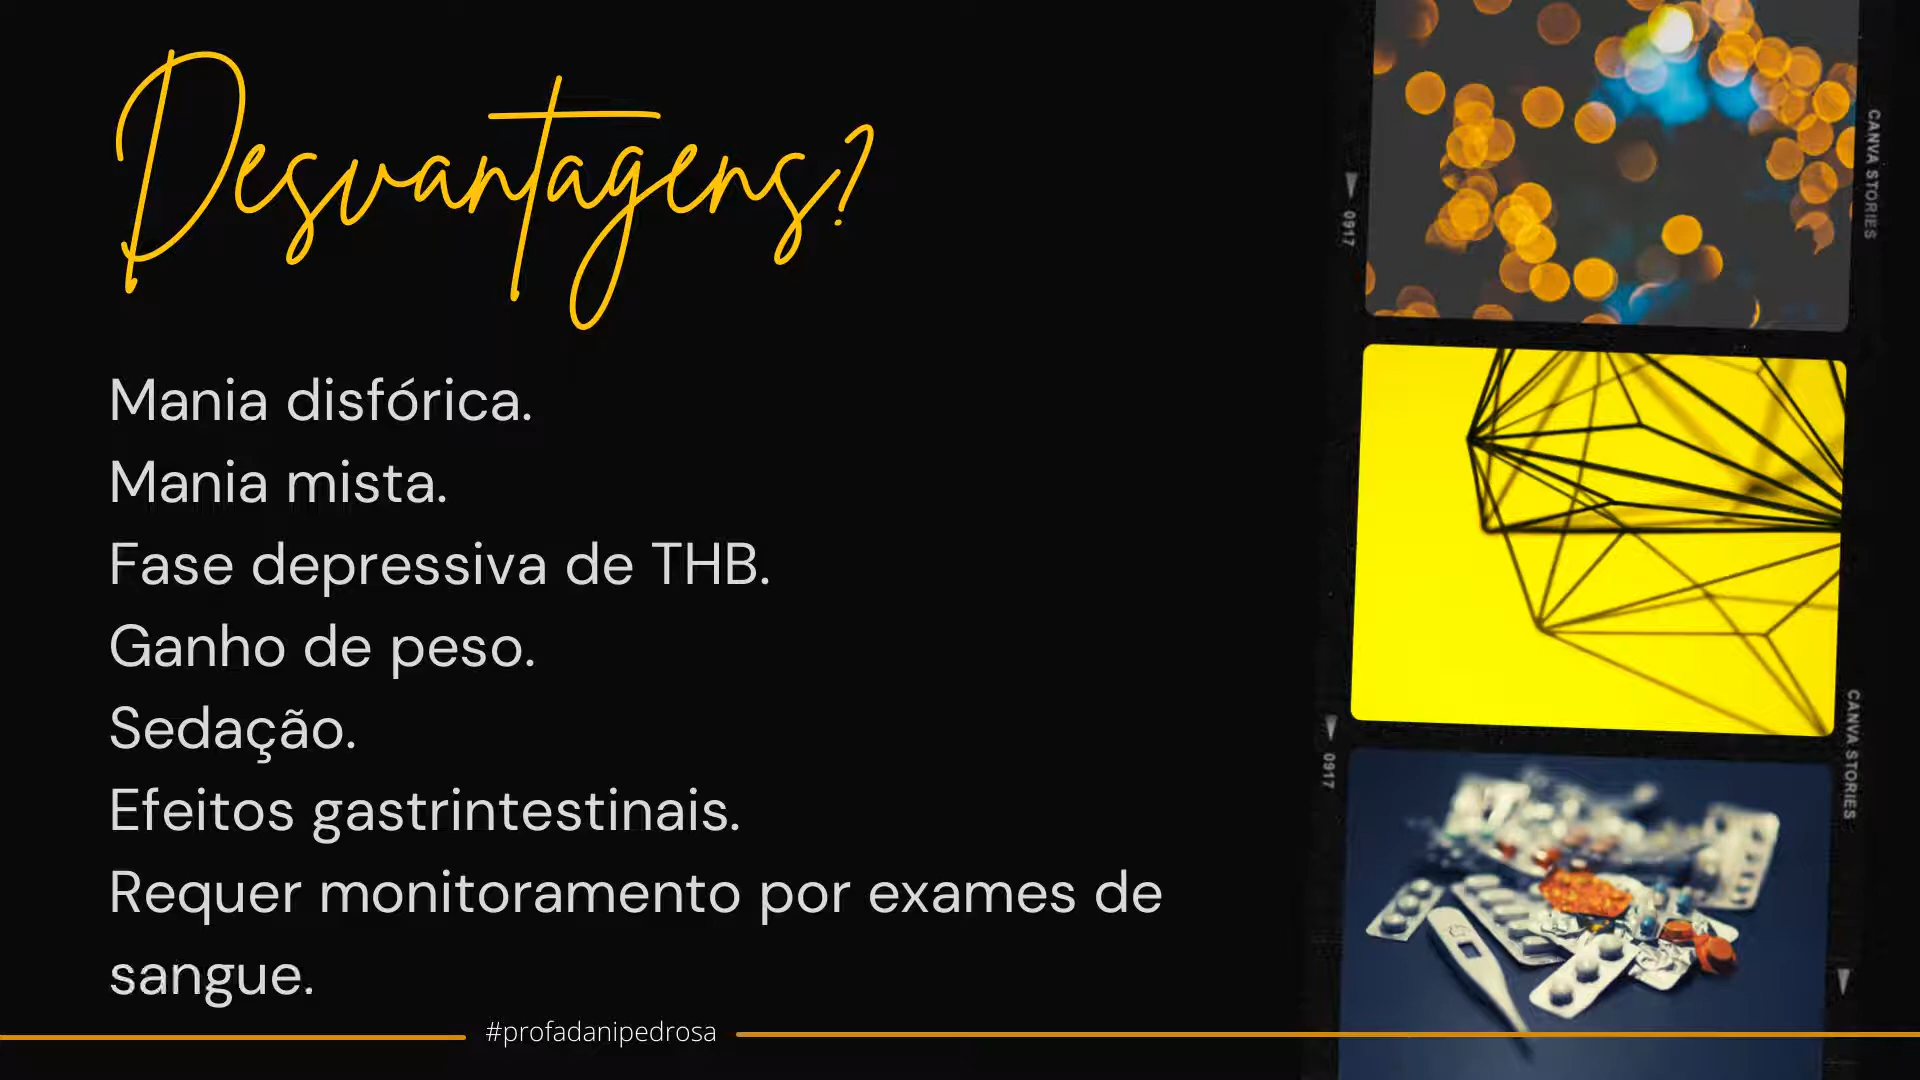 Desvantagens?
Mania disfórica.
Mania mista.
Fase depressiva de THB.
Ganho de peso.
Sedação.
Efeitos gastrintestinais.
Requer monitoramento por exames de
sangue.
#profadanipedrosa
CANVA STORIES
0917
CANVA STORIES
0917